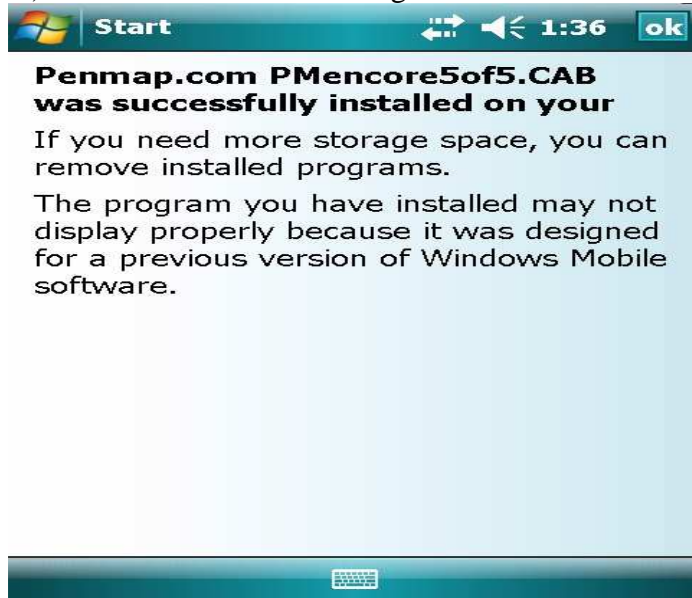 Start 1:36 ok
Penmap.com PMencore5of5.CAB
was successfully installed on your
If you need more storage space, you can
remove installed programs.
The program you have installed may not
display properly because it was designed
for a previous version of Windows Mobile
software.